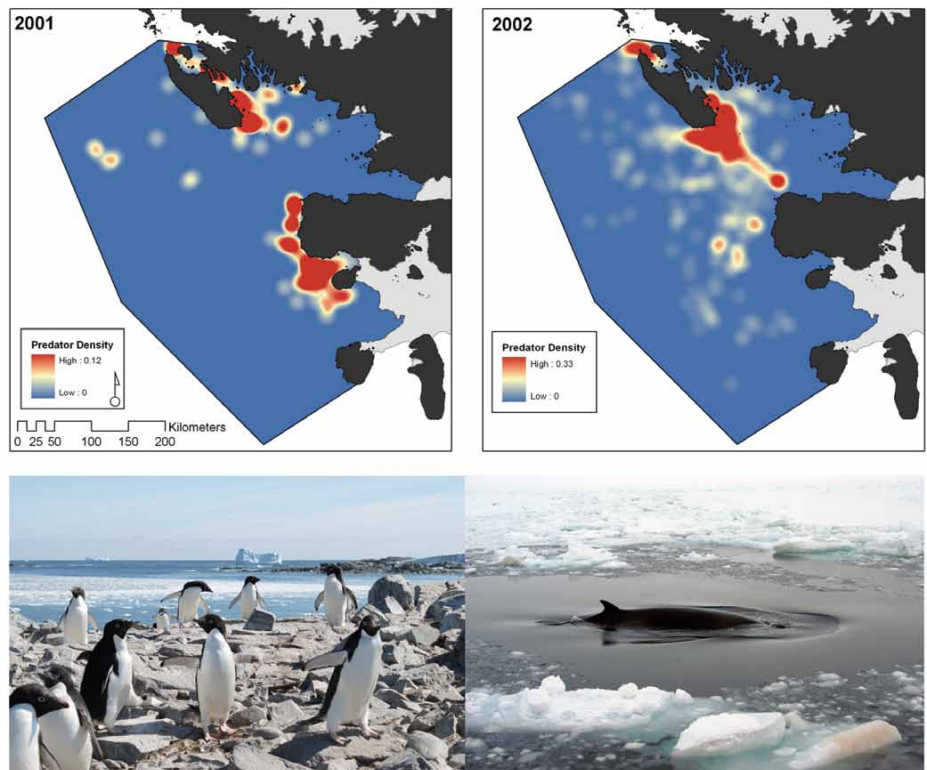 2001
Predator Density
High : 0.12
Low : 0
Kilometers
0 25 50 100 150 200
2002
Predator Density
High : 0.33
Low : 0